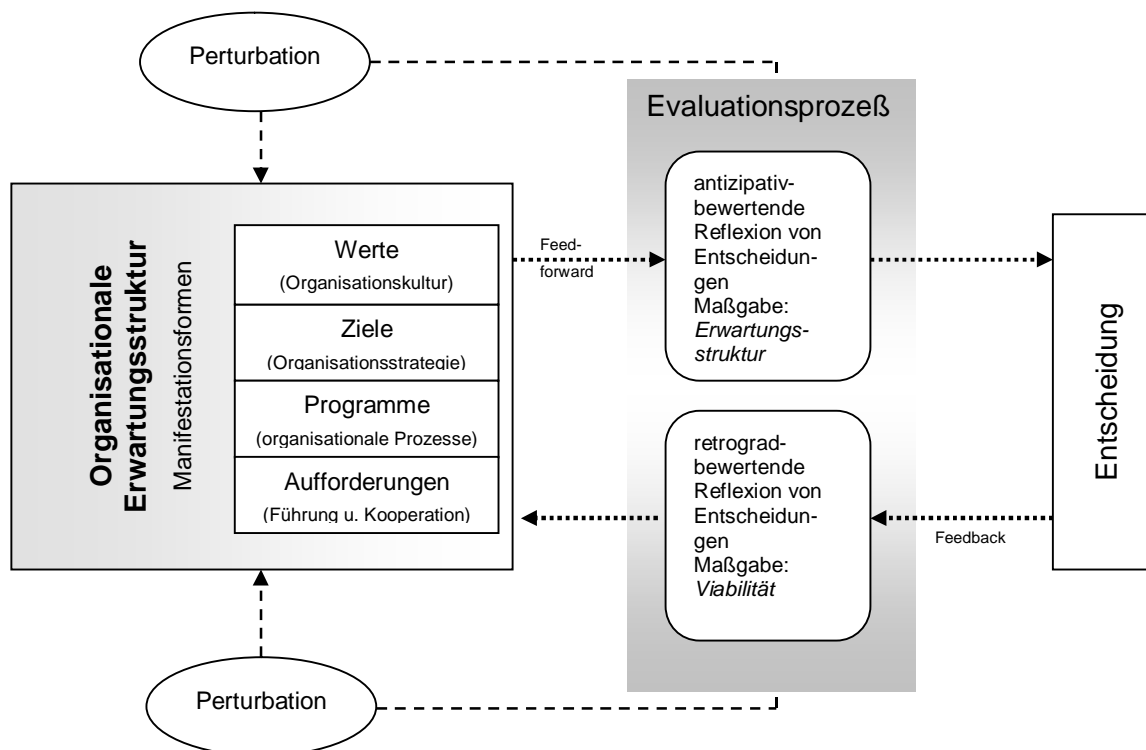 Perturbation
Evaluationsprozeß
Organisationale
Erwartungsstruktur
Manifestationsformen
Werte
(Organisationskultur)
Ziele
(Organisationsstrategie)
Programme
(organisationale Prozesse)
Aufforderungen
(Führung u. Kooperation)
Feed-
forward
antizipativ-
bewertende
Reflexion von
Entscheidun-
gen
Maßgabe:
Erwartungs-
struktur
retrograd-
bewertende
Reflexion von
Entscheidun-
gen
Maßgabe:
Viabilität
Feedback
Entscheidung
Perturbation